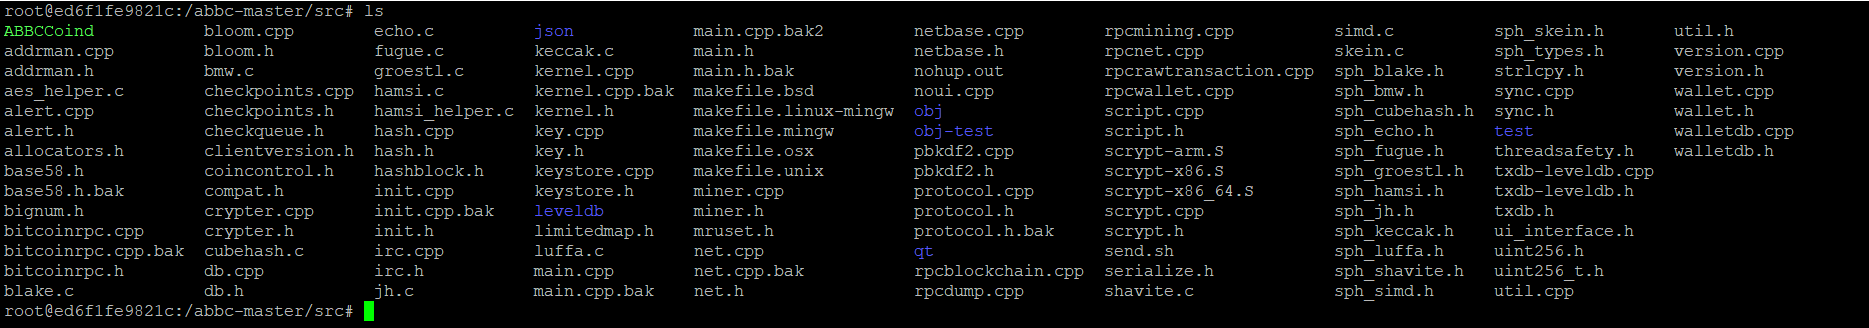 root@ed6f1fe9821c:/abbc-master/src# ls
ABBCCoind bloom.cpp echo.c json main.cpp.bak2 netbase.cpp rpcmining.cpp simd.c sph_skein.h util.h
addrman.cpp bloom.h fugue.c keccak.c main.h netbase.h rpcnet.cpp skein.c sph_types.h version.cpp
addrman.h bmw.c groestl.c kernel.cpp main.h.bak nohup.out rpcrawtransaction.cpp sph_blake.h strlcpy.h version.h
aes_helper.c checkpoints.cpp hamsi.c kernel.cpp.bak makefile.bsd noui.cpp rpcwallet.cpp sph_bmw.h sync.cpp wallet.cpp
alert.cpp checkpoints.h hamsi_helper.c kernel.h makefile.linux-mingw obj script.cpp sph_cubehash.h sync.h wallet.h
alert.h checkqueue.h hash.cpp key.cpp makefile.mingw obj-test script.h sph_echo.h test walletdb.cpp
allocators.h clientversion.h hash.h key.h makefile.osx pbkdf2.cpp scrypt-arm.S sph_fugue.h threadsafety.h walletdb.h
base58.h coincontrol.h hashblock.h keystore.cpp makefile.unix pbkdf2.h scrypt-x86.S sph_groestl.h txdb-leveldb.cpp
base58.h.bak compat.h init.cpp keystore.h miner.cpp protocol.cpp scrypt-x86_64.S sph_hamsi.h txdb-leveldb.h
bignum.h crypter.cpp init.cpp.bak leveldb miner.h protocol.h scrypt.cpp sph_jh.h txdb.h
bitcoinrpc.cpp crypter.h init.h limitedmap.h mruset.h protocol.h.bak scrypt.h sph_keccak.h ui_interface.h
bitcoinrpc.cpp.bak cubehash.c irc.cpp luffa.c net.cpp qt send.sh sph_luffa.h uint256.h
bitcoinrpc.h db.cpp irc.h main.cpp net.cpp.bak rpcblockchain.cpp serialize.h sph_shavite.h uint256_t.h
blake.c db.h jh.c main.cpp.bak net.h rpcdump.cpp shavite.c sph_simd.h util.cpp
root@ed6f1fe9821c:/abbc-master/src#